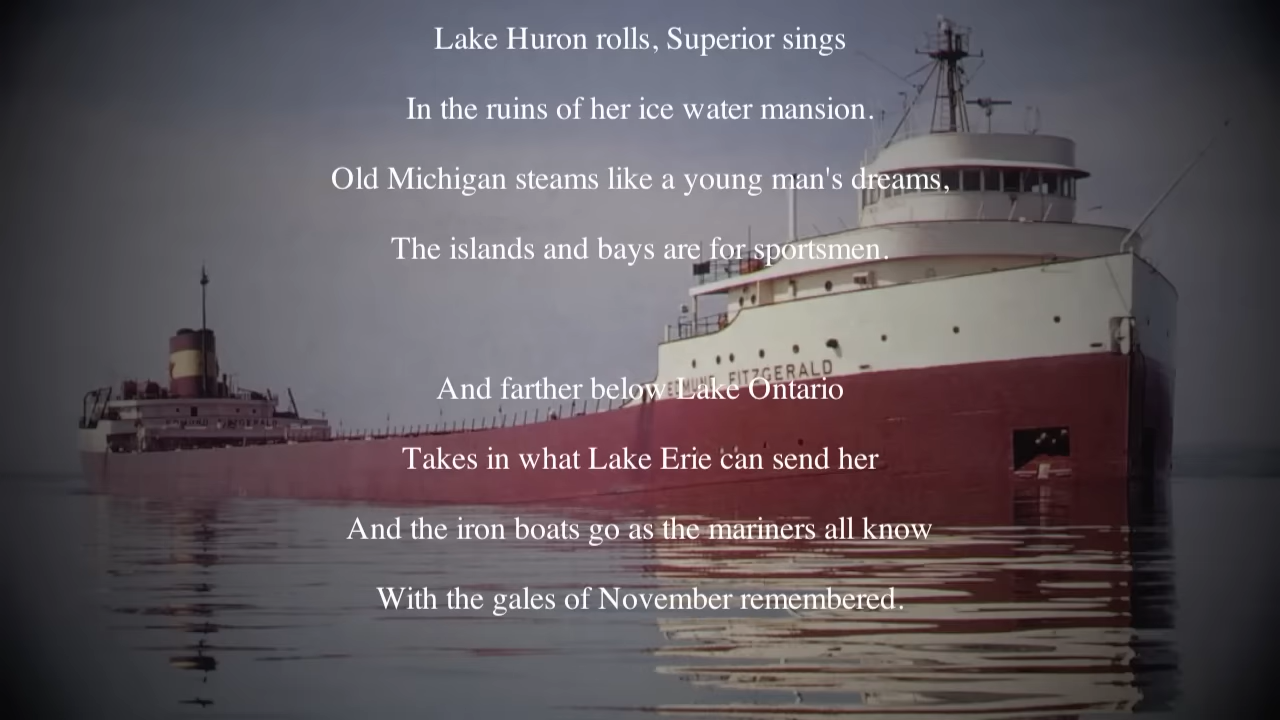 Lake Huron rolls, Superior sings
In the ruins of her ice water mansion.
Old Michigan steams like a young man's dreams,
The islands and bays are for sportsmen.
And farther below Lake Ontario
Takes in what Lake Erie can send her
And the iron boats go as the mariners all know
With the gales of November remembered.
FITZGERALD